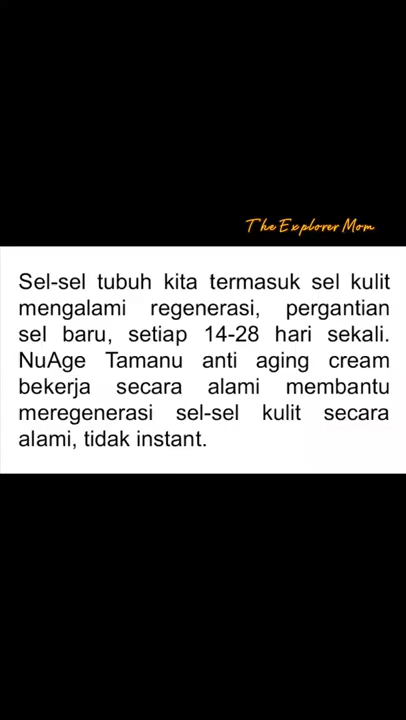 The Explorer Mom
Sel-sel tubuh kita termasuk sel kulit
mengalami regenerasi, pergantian
sel baru, setiap 14-28 hari sekali.
NuAge Tamanu anti aging cream
bekerja secara alami membantu
meregenerasi sel-sel kulit secara
alami, tidak instant.